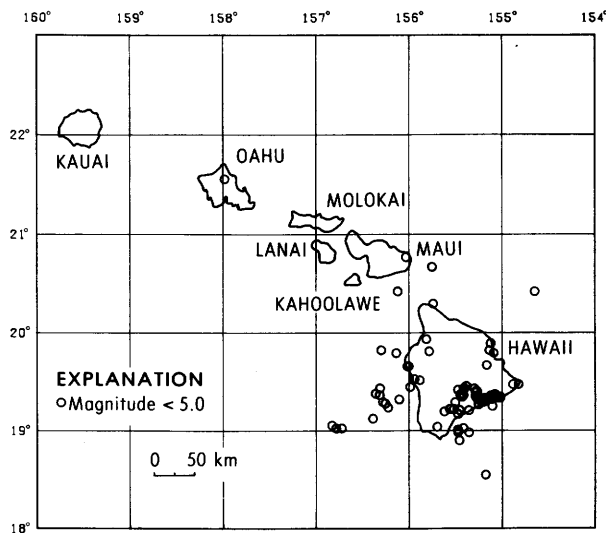 160° 159° 158° 157° 156° 155° 154°
22°
KAUAI
OAHU
MOLOKAI
21°
LANAI
MAUI
KAHOOLAWE
20°
HAWAII
EXPLANATION
Magnitude < 5.0
19°
0 50 km
18°